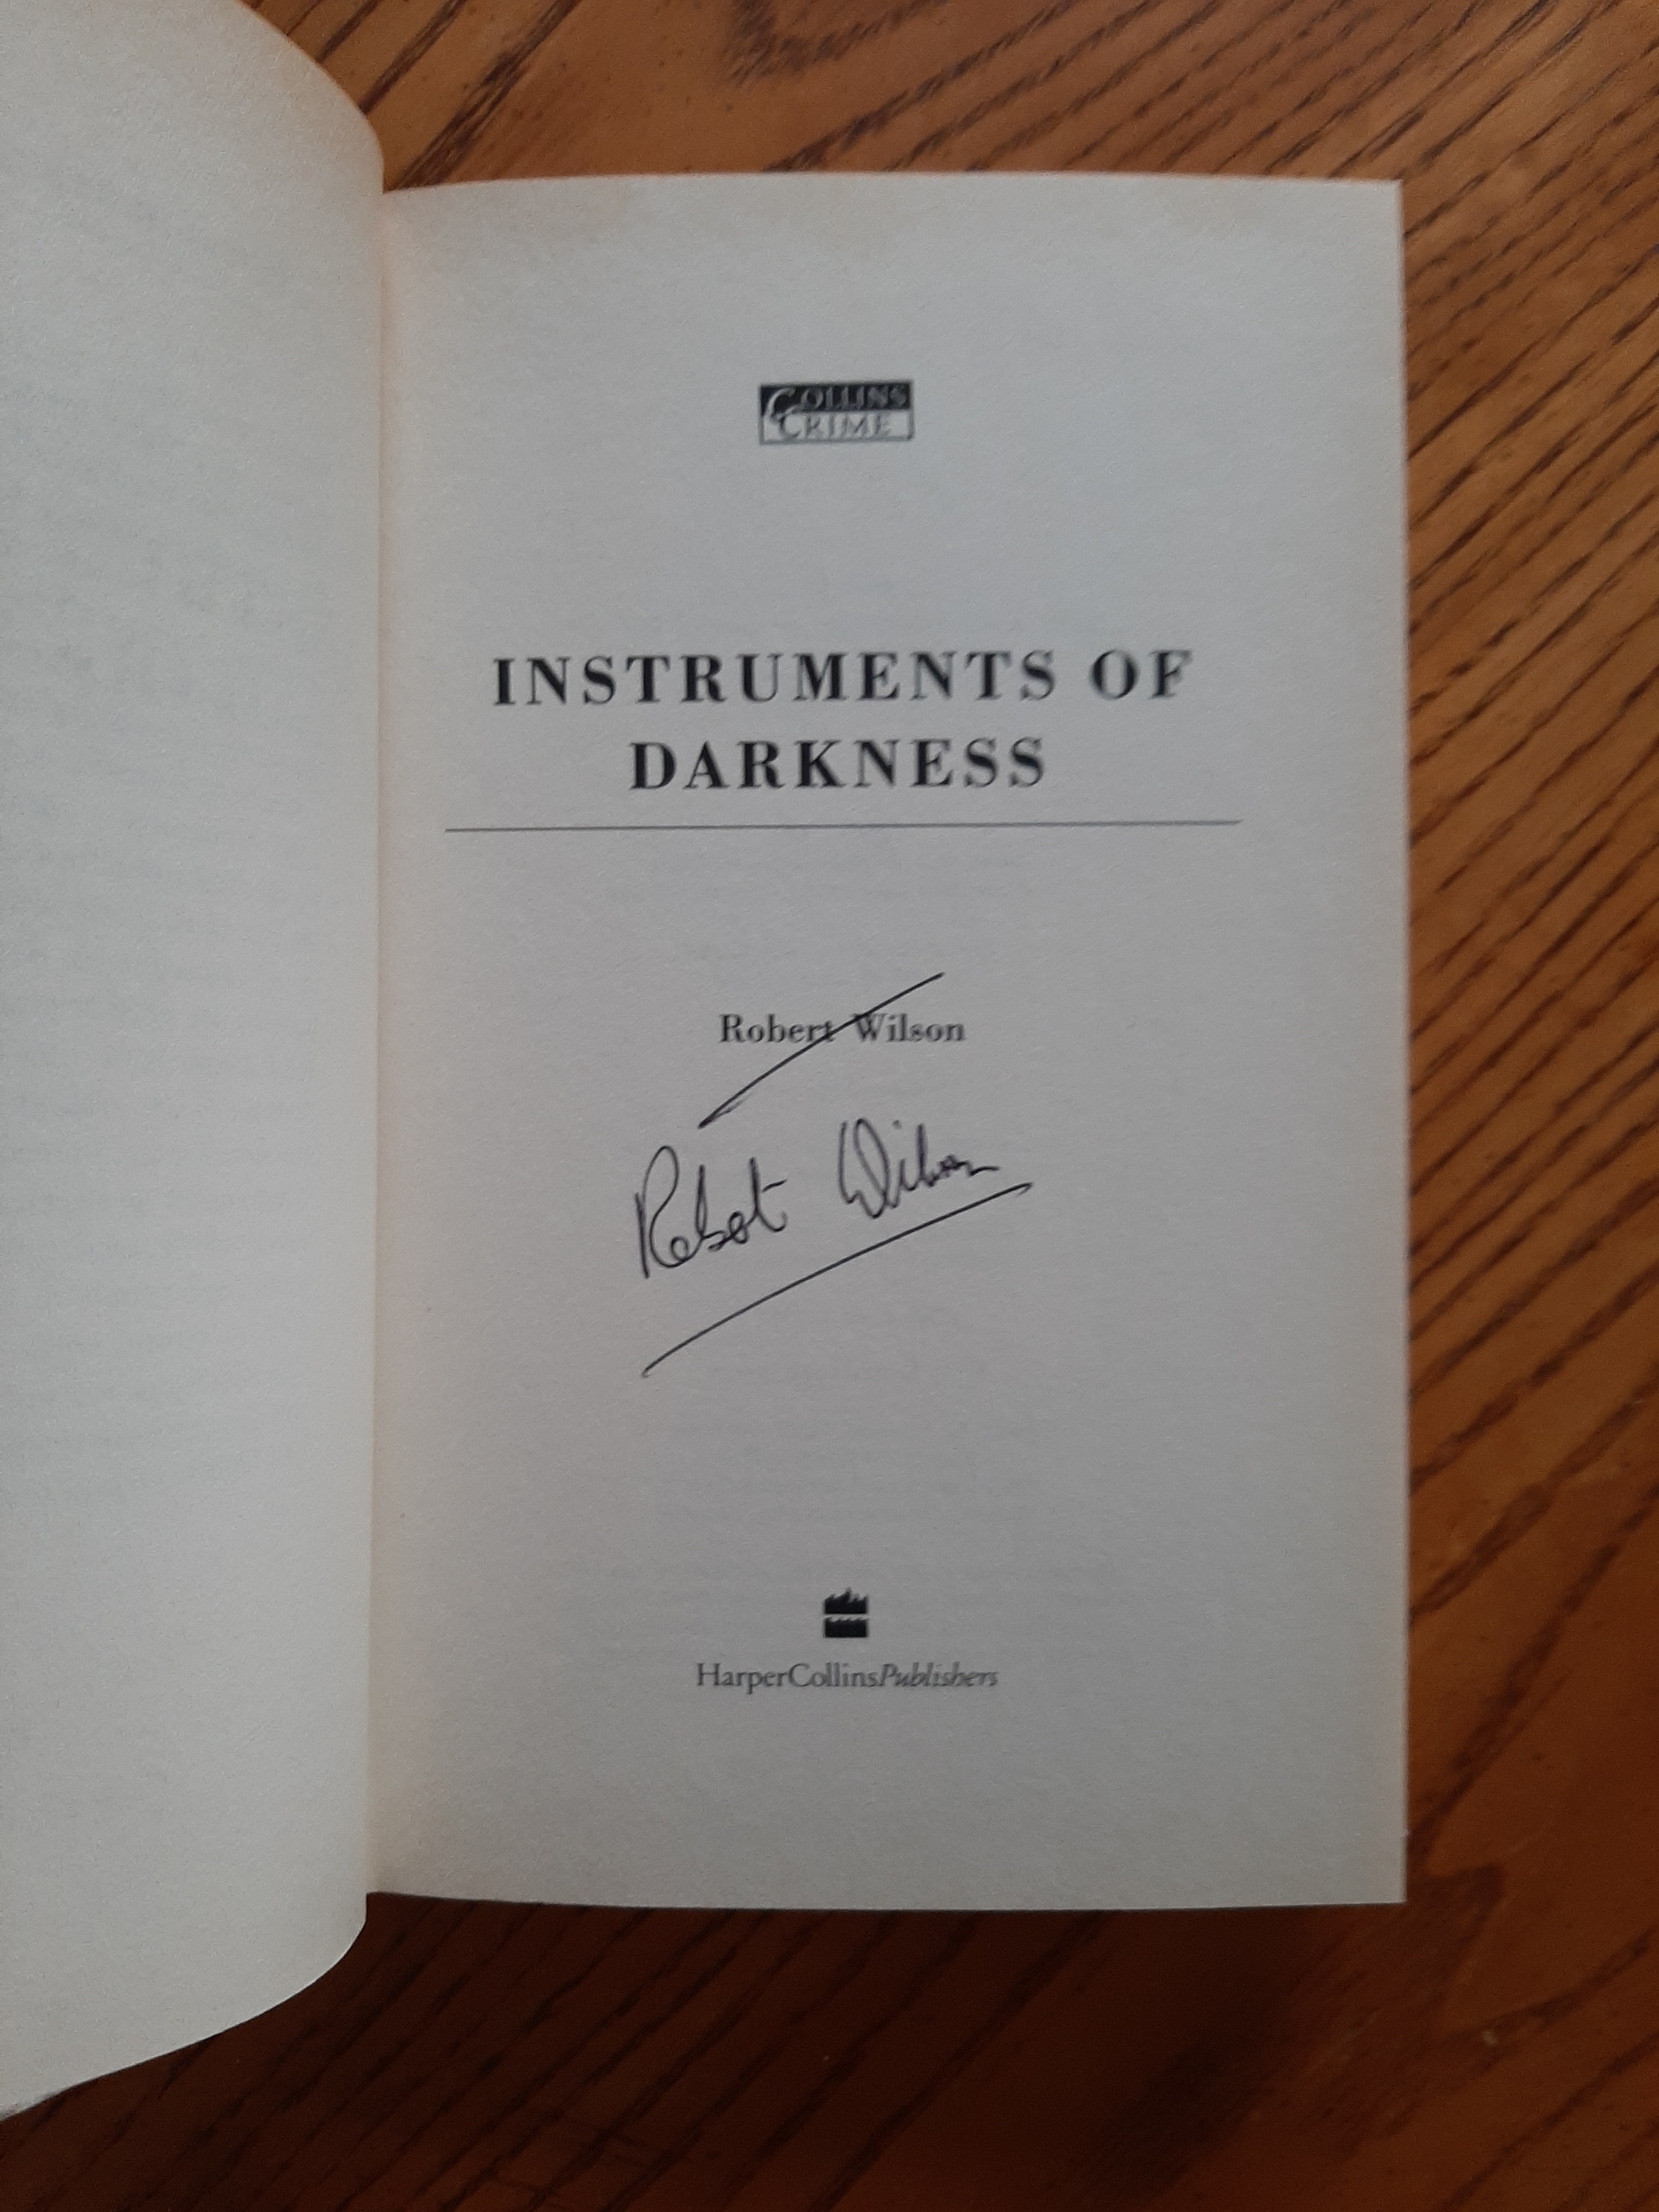 COLLINS
CRIME
INSTRUMENTS OF
DARKNESS
Robert Wilson
Robert Wilson
HarperCollinsPublishers